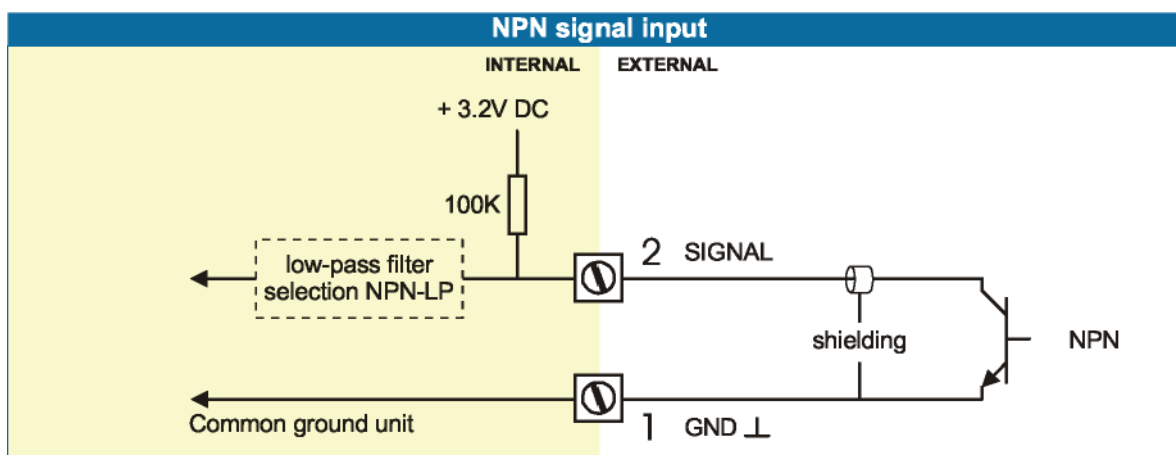 NPN signal input
INTERNAL EXTERNAL
+ 3.2V DC
100K
low-pass filter
selection NPN-LP
2 SIGNAL
shielding
NPN
Common ground unit
1 GND ⊥